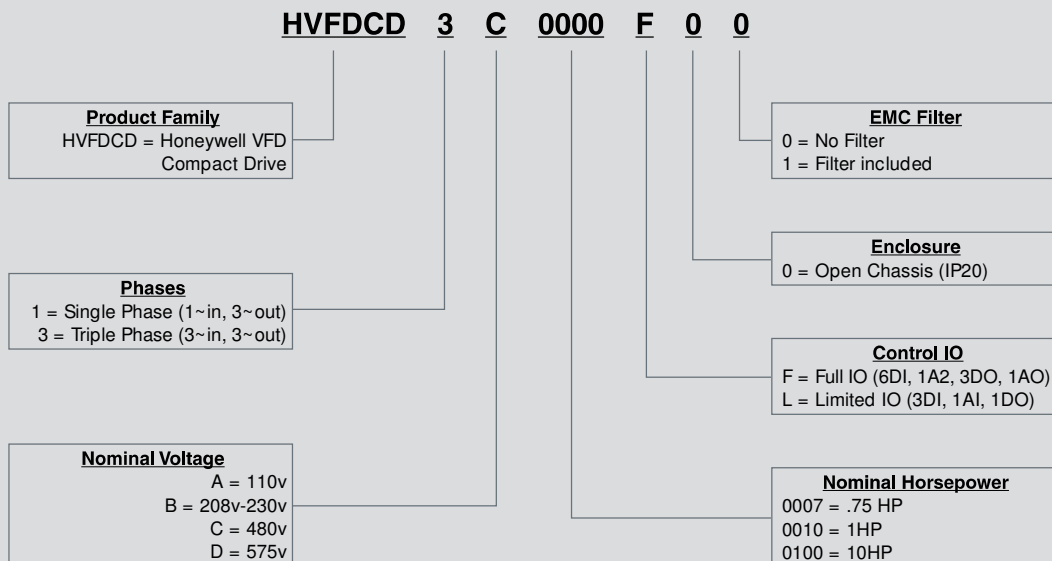 HVFDCD 3 C 0000 F 0 0
Product Family
HVFDCD = Honeywell VFD
Compact Drive
Phases
1 = Single Phase (1~in, 3~out)
3 = Triple Phase (3~in, 3~out)
Nominal Voltage
A = 110v
B = 208v-230v
C = 480v
D = 575v
EMC Filter
0 = No Filter
1 = Filter included
Enclosure
0 = Open Chassis (IP20)
Control IO
F = Full IO (6DI, 1A2, 3DO, 1AO)
L = Limited IO (3DI, 1AI, 1DO)
Nominal Horsepower
0007 = .75 HP
0010 = 1HP
0100 = 10HP